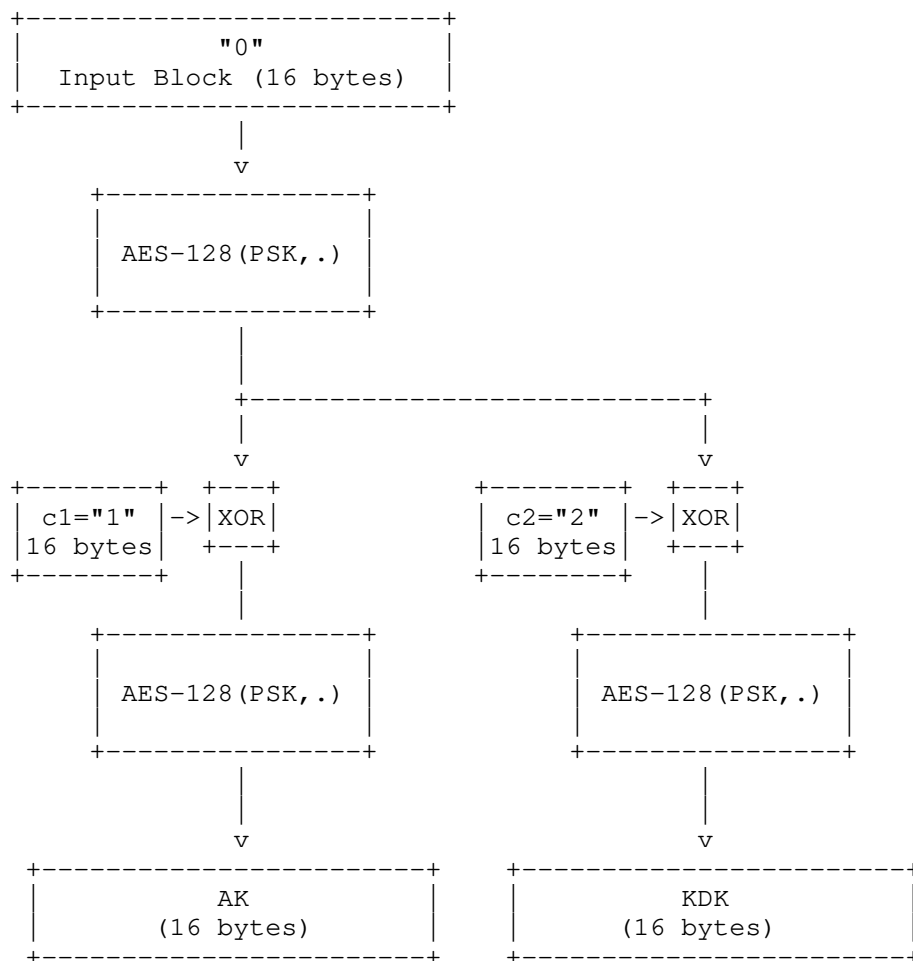 "0"
Input Block (16 bytes)
v
AES-128(PSK,.)
v v
c1="1" -> XOR c2="2" -> XOR
16 bytes 16 bytes
AES-128(PSK,.) AES-128(PSK,.)
v v
AK KDK
(16 bytes) (16 bytes)